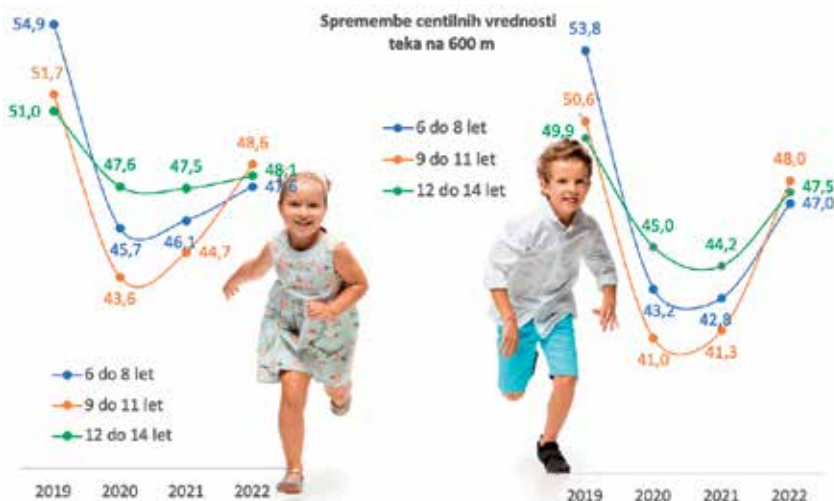 Spremembe centilnih vrednosti
teka na 600 m
54,9
51,7
51,0
47,6
47,5
48,6
48,1
47,6
45,7
46,1
44,7
43,6
6 do 8 let
9 do 11 let
12 do 14 let
2019 2020 2021 2022
53,8
50,6
49,9
6 do 8 let
9 do 11 let
12 do 14 let
45,0
44,2
48,0
47,5
47,0
43,2
42,8
41,0
41,3
2019 2020 2021 2022